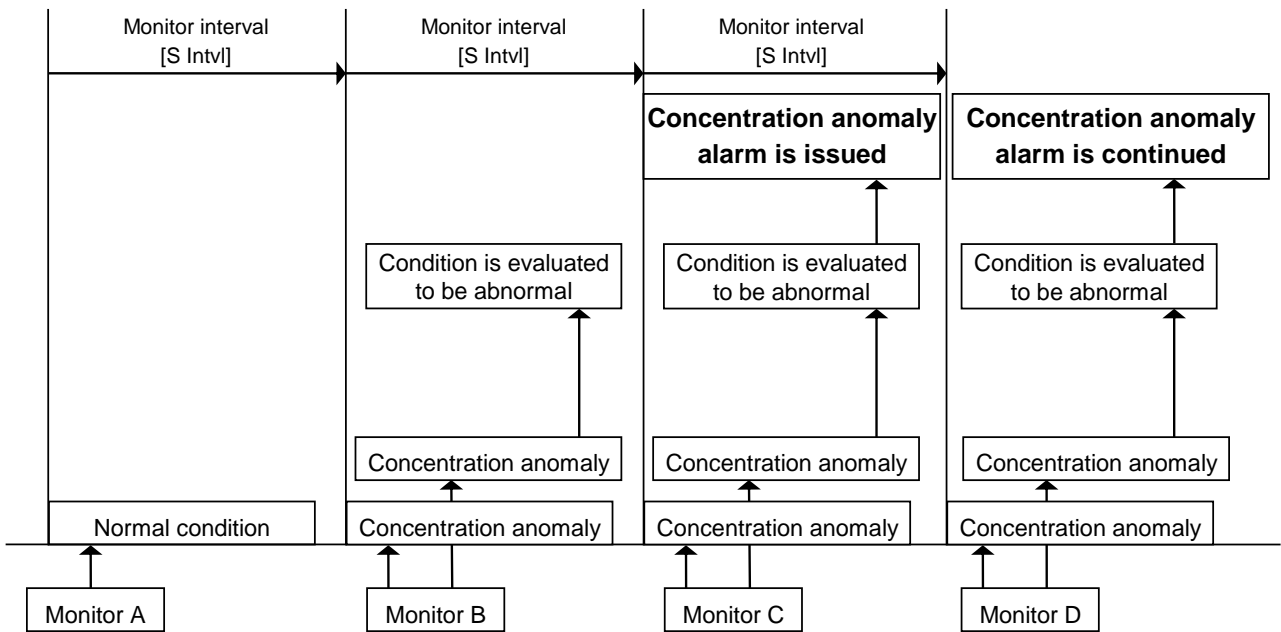 Monitor interval
[S Intvl]
Monitor interval
[S Intvl]
Monitor interval
[S Intvl]
Concentration anomaly
alarm is issued
Concentration anomaly
alarm is continued
Condition is evaluated
to be abnormal
Condition is evaluated
to be abnormal
Condition is evaluated
to be abnormal
Concentration anomaly
Concentration anomaly
Concentration anomaly
Normal condition
Concentration anomaly
Concentration anomaly
Concentration anomaly
Monitor A
Monitor B
Monitor C
Monitor D